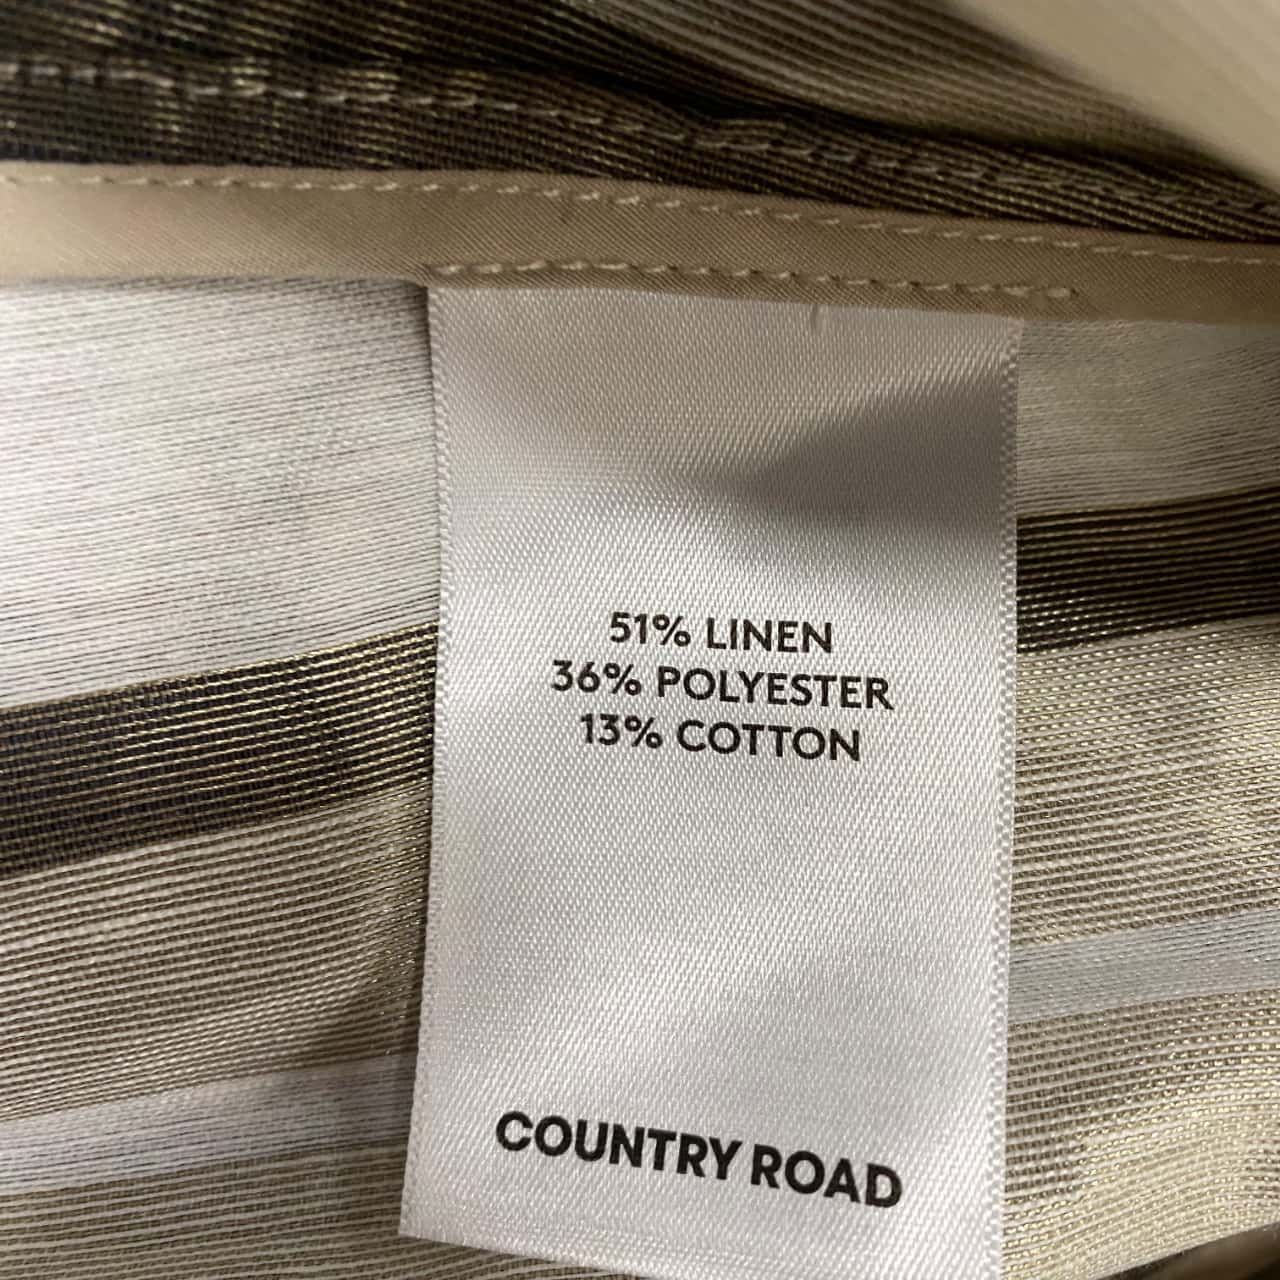 51% LINEN
36% POLYESTER
13% COTTON
COUNTRY ROAD